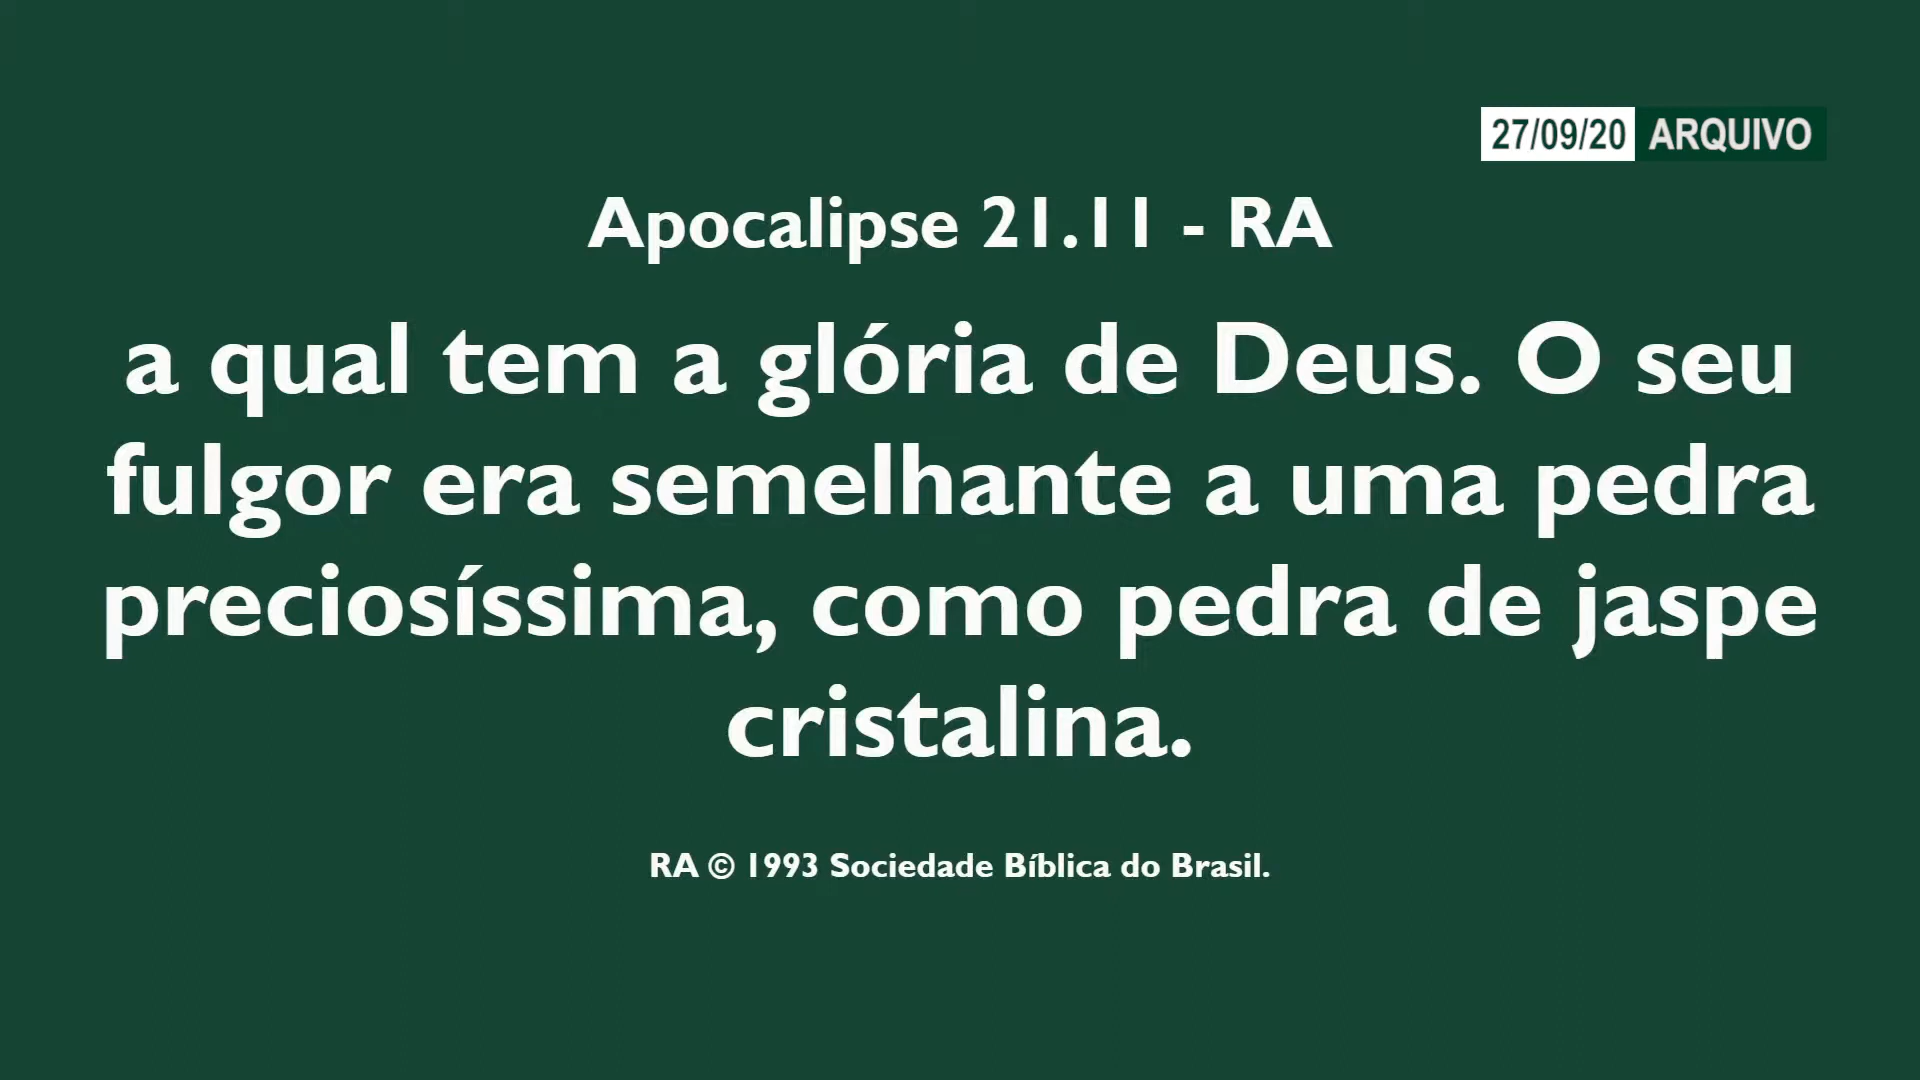 27/09/20 ARQUIVO
Apocalipse 21.11 - RA
a qual tem a glória de Deus. O seu
fulgor era semelhante a uma pedra
preciosíssima, como pedra de jaspe
cristalina.
RA © 1993 Sociedade Bíblica do Brasil.